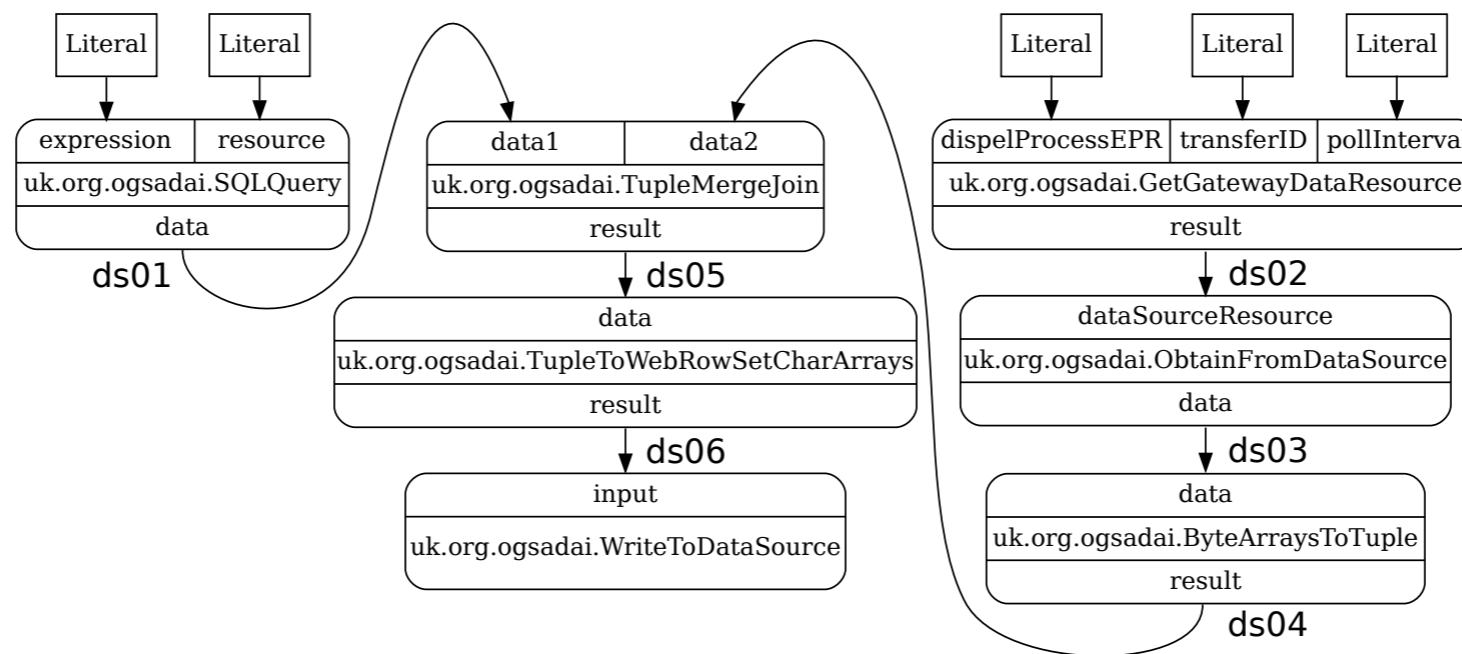 Literal
Literal
Literal
Literal
Literal
expression
resource
uk.org.ogsadai.SQLQuery
data
ds01
data1
data2
uk.org.ogsadai.TupleMergeJoin
result
ds05
data
uk.org.ogsadai.TupleToWebRowSetCharArrays
result
ds06
input
uk.org.ogsadai.WriteToDataSource
dispelProcessEPR
transferID
pollInterval
uk.org.ogsadai.GetGatewayDataResource
result
ds02
dataSourceResource
uk.org.ogsadai.ObtainFromDataSource
data
ds03
data
uk.org.ogsadai.ByteArraysToTuple
result
ds04